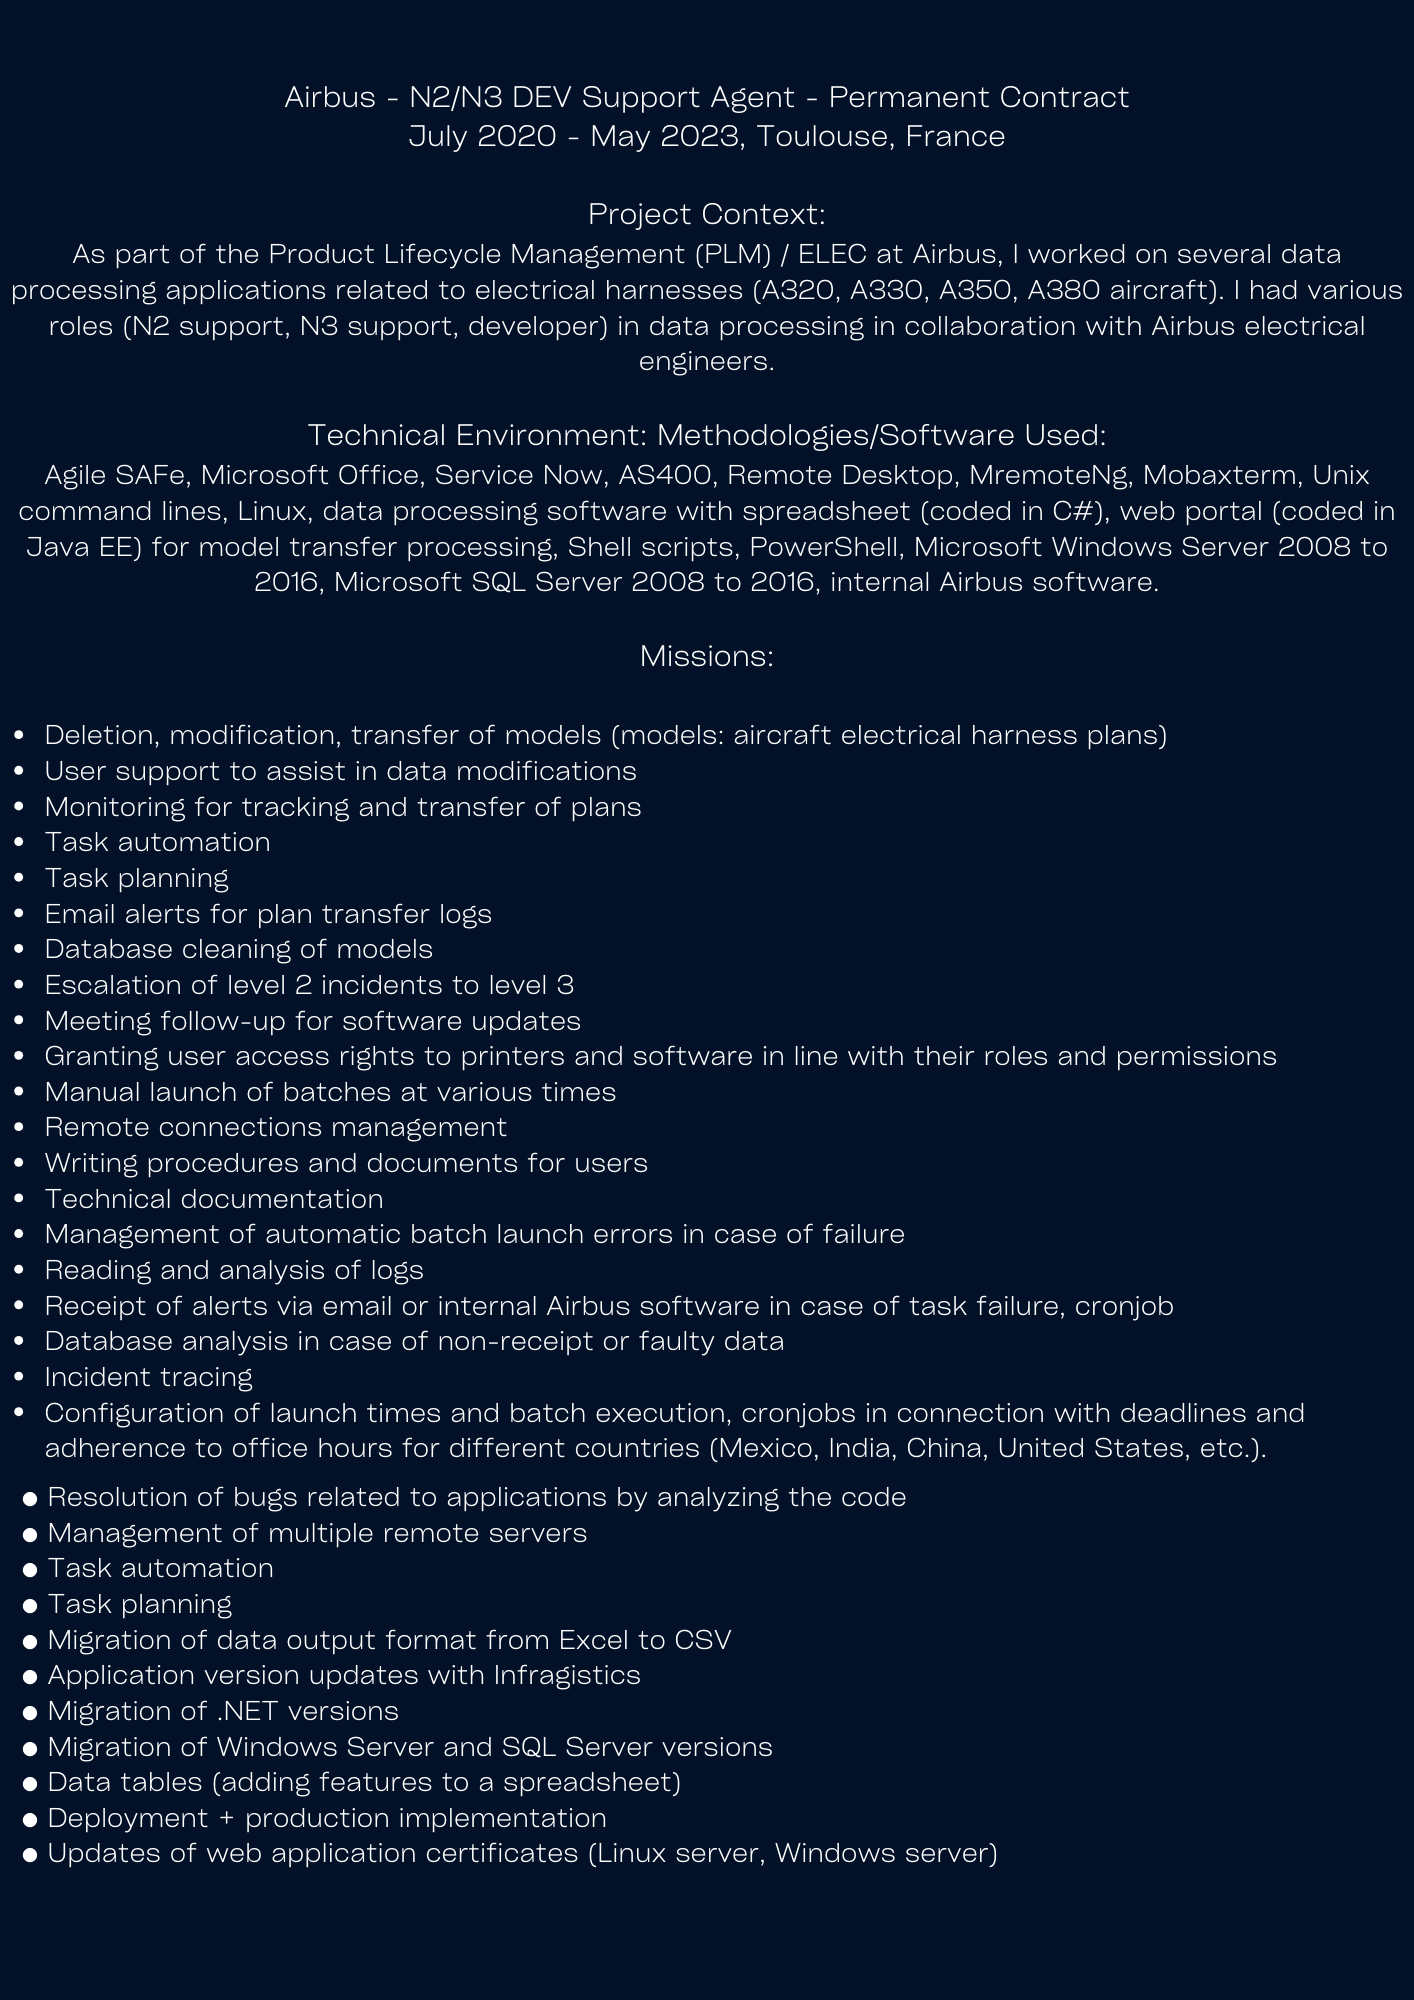 Airbus - N2/N3 DEV Support Agent - Permanent Contract
July 2020 - May 2023, Toulouse, France
Project Context:
As part of the Product Lifecycle Management (PLM) / ELEC at Airbus, I worked on several data
processing applications related to electrical harnesses (A320, A330, A350, A380 aircraft). I had various
roles (N2 support, N3 support, developer) in data processing in collaboration with Airbus electrical
engineers.
Technical Environment: Methodologies/Software Used:
Agile SAFe, Microsoft Office, Service Now, AS400, Remote Desktop, MremoteNg, Mobaxterm, Unix
command lines, Linux, data processing software with spreadsheet (coded in C#), web portal (coded in
Java EE) for model transfer processing, Shell scripts, PowerShell, Microsoft Windows Server 2008 to
2016, Microsoft SQL Server 2008 to 2016, internal Airbus software.
Missions:
• Deletion, modification, transfer of models (models: aircraft electrical harness plans)
• User support to assist in data modifications
• Monitoring for tracking and transfer of plans
• Task automation
• Task planning
• Email alerts for plan transfer logs
• Database cleaning of models
• Escalation of level 2 incidents to level 3
• Meeting follow-up for software updates
• Granting user access rights to printers and software in line with their roles and permissions
• Manual launch of batches at various times
• Remote connections management
• Writing procedures and documents for users
• Technical documentation
• Management of automatic batch launch errors in case of failure
• Reading and analysis of logs
• Receipt of alerts via email or internal Airbus software in case of task failure, cronjob
• Database analysis in case of non-receipt or faulty data
• Incident tracing
• Configuration of launch times and batch execution, cronjobs in connection with deadlines and
adherence to office hours for different countries (Mexico, India, China, United States, etc.).
● Resolution of bugs related to applications by analyzing the code
● Management of multiple remote servers
● Task automation
● Task planning
● Migration of data output format from Excel to CSV
● Application version updates with Infragistics
● Migration of .NET versions
● Migration of Windows Server and SQL Server versions
● Data tables (adding features to a spreadsheet)
● Deployment + production implementation
● Updates of web application certificates (Linux server, Windows server)